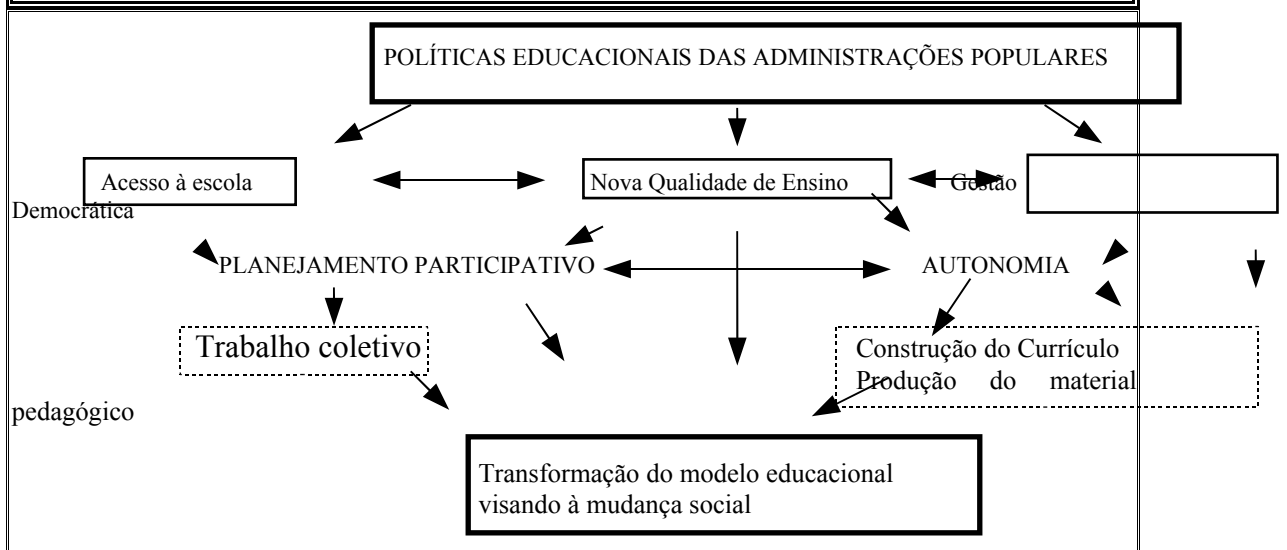 POLÍTICAS EDUCACIONAIS DAS ADMINISTRAÇÕES POPULARES
Acesso à escola Nova Qualidade de Ensino Gestão
Democrática
PLANEJAMENTO PARTICIPATIVO AUTONOMIA
Trabalho coletivo
Construção do Currículo
Produção do material
pedagógico
Transformação do modelo educacional
visando à mudança social